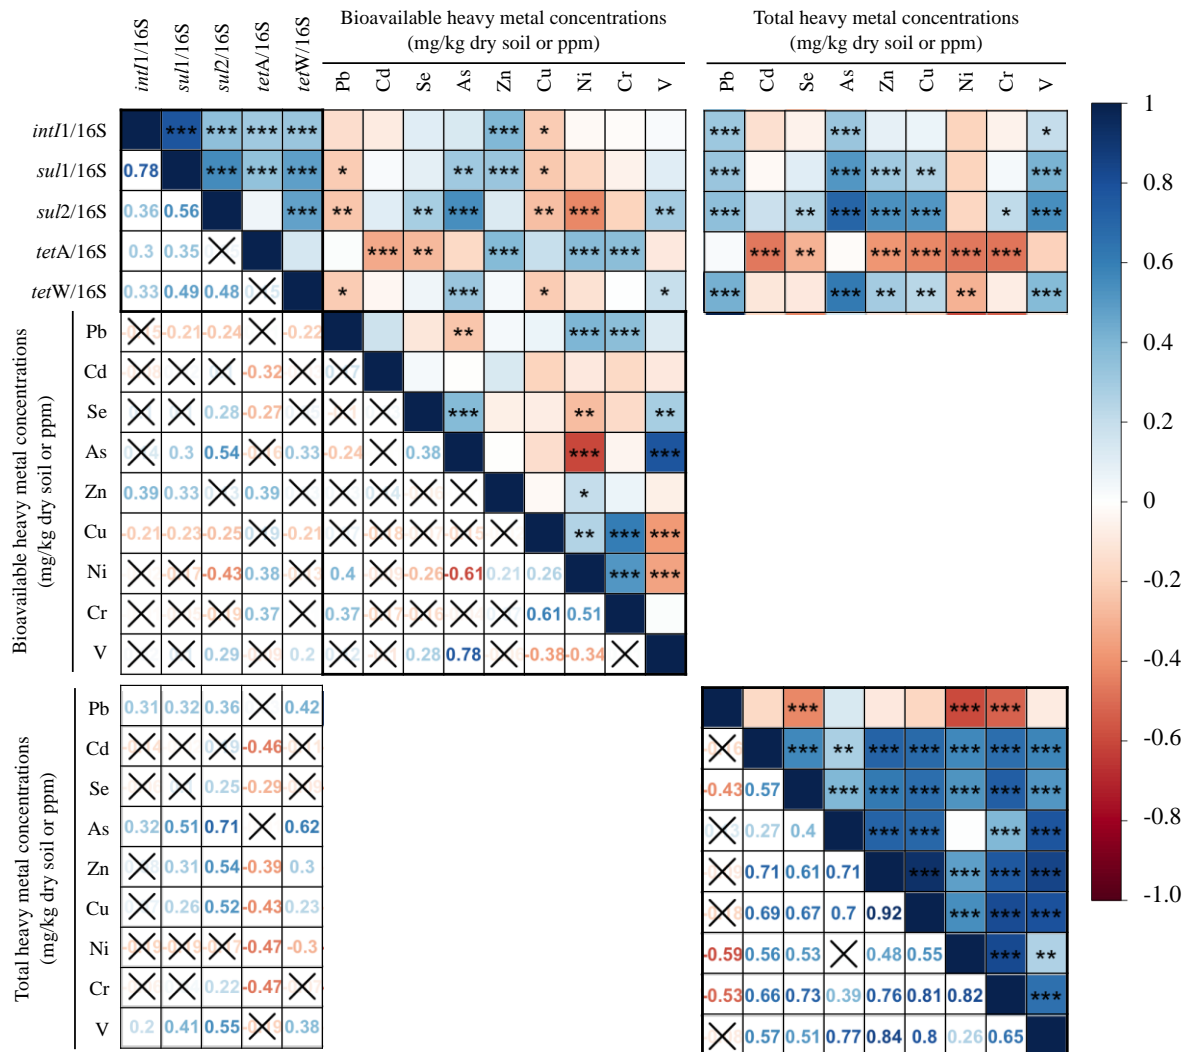 Bioavailable heavy metal concentrations
(mg/kg dry soil or ppm)
Total heavy metal concentrations
(mg/kg dry soil or ppm)
intI1/16S sul1/16S sul2/16S tetA/16S tetW/16S Pb Cd Se As Zn Cu Ni Cr V Pb Cd Se As Zn Cu Ni Cr V
intI1/16S *** *** *** *** *** * *** *** *
sul1/16S 0.78 *** *** *** * ** *** * *** *** *** ** ***
sul2/16S 0.36 0.56 *** ** ** *** ** *** ** *** ** *** *** *** * ***
tetA/16S 0.3 0.35 *** ** *** *** *** *** ** *** *** *** ***
tetW/16S 0.33 0.49 0.48 * *** * * *** *** ** ** ** ***
Bioavailable heavy metal concentrations
(mg/kg dry soil or ppm)
Pb -0.21 -0.24 -0.22 ** *** ***
Cd -0.32
Se 0.28 -0.27 *** ** **
As 0.3 0.54 0.33 -0.24 0.38 *** ***
Zn 0.39 0.33 0.39 *
Cu -0.21 -0.23 -0.25 -0.21 ** *** ***
Ni -0.43 0.38 0.4 -0.26 -0.61 0.21 0.26 *** ***
Cr 0.37 0.37 0.61 0.51
V 0.29 0.2 0.28 0.78 -0.38 -0.34
Total heavy metal concentrations
(mg/kg dry soil or ppm)
Pb 0.31 0.32 0.36 0.42 *** *** ***
Cd -0.46 *** ** *** *** *** *** ***
Se 0.25 -0.29 -0.43 0.57 *** *** *** *** *** ***
As 0.32 0.51 0.71 0.62 0.27 0.4 *** *** *** ***
Zn 0.31 0.54 -0.39 0.3 0.71 0.61 0.71 *** *** *** ***
Cu 0.26 0.52 -0.43 0.23 0.69 0.67 0.7 0.92 *** *** ***
Ni -0.47 -0.3 -0.59 0.56 0.53 0.48 0.55 *** **
Cr 0.22 -0.47 -0.53 0.66 0.73 0.39 0.76 0.81 0.82 ***
V 0.2 0.41 0.55 0.38 0.57 0.51 0.77 0.84 0.8 0.26 0.65
1
0.8
0.6
0.4
0.2
0
-0.2
-0.4
-0.6
-0.8
-1.0